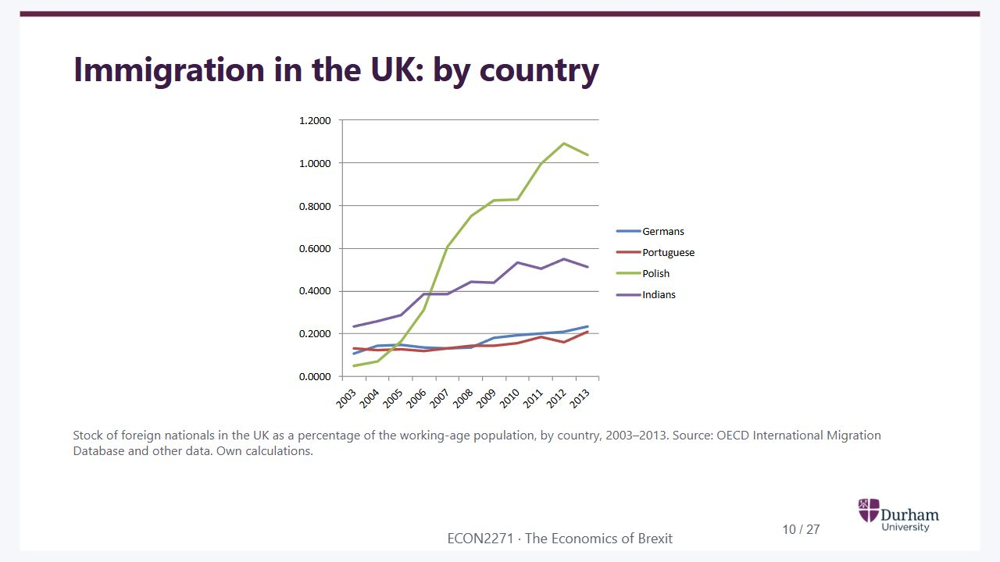 Immigration in the UK: by country
1.2000
1.0000
0.8000
0.6000
0.4000
0.2000
0.0000
2003 2004 2005 2006 2007 2008 2009 2010 2011 2012 2013
Germans
Portuguese
Polish
Indians
Stock of foreign nationals in the UK as a percentage of the working-age population, by country, 2003–2013. Source: OECD International Migration
Database and other data. Own calculations.
ECON2271 · The Economics of Brexit
10 / 27
Durham
University